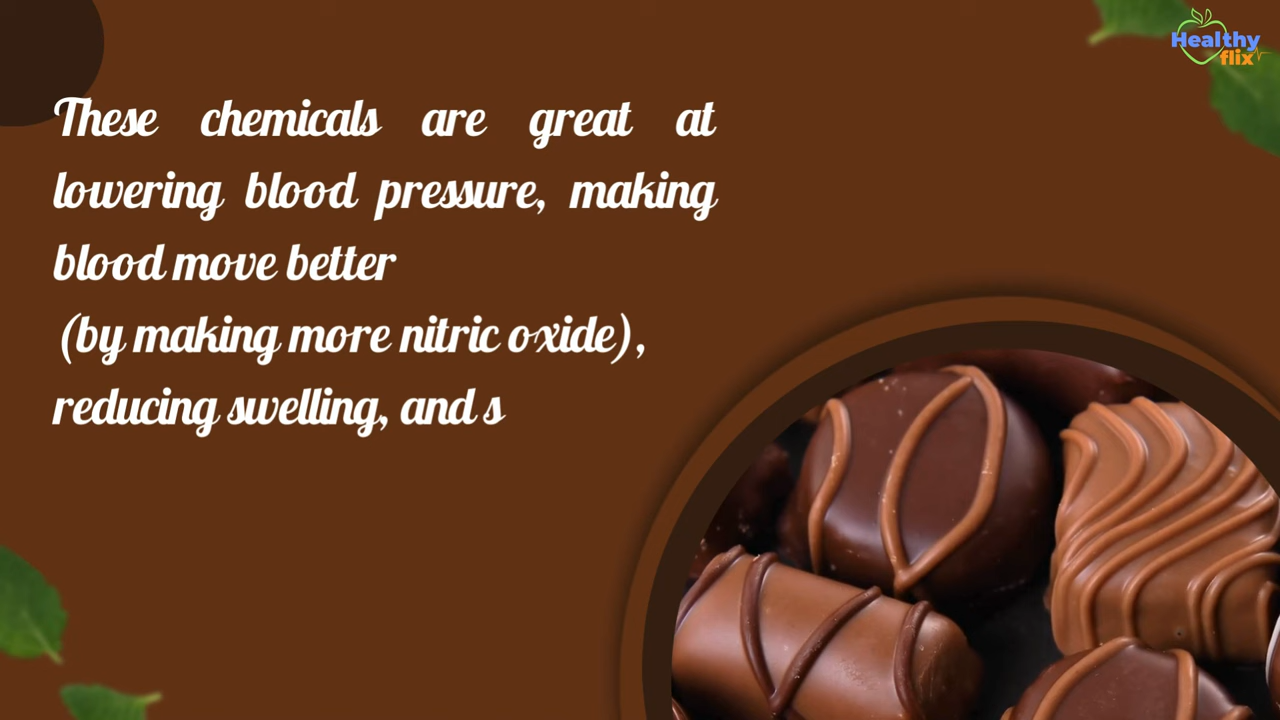 Healthy
flix
These chemicals are great at
lowering blood pressure, making
blood move better
(by making more nitric oxide),
reducing swelling, and s